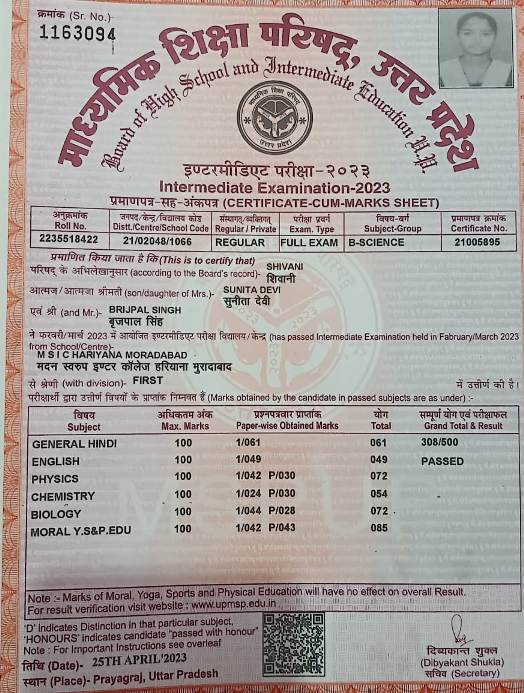 क्रमांक (Sr. No.)-
1163094
माध्यमिक शिक्षा परिषद्, उत्तर प्रदेश
Board of High School and Intermediate Education U.P.
इण्टरमीडिएट परीक्षा-२०२३
Intermediate Examination-2023
प्रमाणपत्र-सह-अंकपत्र (CERTIFICATE-CUM-MARKS SHEET)
अनुक्रमांक जनपद/केन्द्र/विद्यालय कोड संस्थागत/व्यक्तिगत परीक्षा प्रवर्ग विषय-वर्ग प्रमाणपत्र क्रमांक
Roll No. Distt./Centre/School Code Regular / Private Exam. Type Subject-Group Certificate No.
2235518422 21/02048/1066 REGULAR FULL EXAM B-SCIENCE 21005895
प्रमाणित किया जाता है कि(This is to certify that)
परिषद् के अभिलेखानुसार (according to the Board's record)- SHIVANI
शिवानी
आत्मज/आत्मजा श्रीमती (son/daughter of Mrs.)- SUNITA DEVI
सुनीता देवी
एवं श्री (and Mr.)- BRIJPAL SINGH
बृजपाल सिंह
ने फरवरी/मार्च 2023 में आयोजित इण्टरमीडिएट परीक्षा विद्यालय/केन्द्र (has passed Intermediate Examination held in Fabruary/March 2023
from School/Centre)-
M S I C HARIYANA MORADABAD
मदन स्वरुप इण्टर कॉलेज हरियाना मुरादाबाद
से श्रेणी (with division)- FIRST में उत्तीर्ण की है।
परीक्षार्थी द्वारा उत्तीर्ण विषयों के प्राप्तांक निम्नवत हैं (Marks obtained by the candidate in passed subjects are as under) :-
विषय अधिकतम अंक प्रश्नपत्रवार प्राप्तांक योग सम्पूर्ण योग एवं परीक्षाफल
Subject Max. Marks Paper-wise Obtained Marks Total Grand Total & Result
GENERAL HINDI 100 1/061 061 308/500
ENGLISH 100 1/049 049 PASSED
PHYSICS 100 1/042 P/030 072
CHEMISTRY 100 1/024 P/030 054
BIOLOGY 100 1/044 P/028 072
MORAL Y.S&P.EDU 100 1/042 P/043 085
Note :- Marks of Moral, Yoga, Sports and Physical Education will have no effect on overall Result.
For result verification visit website : www.upmsp.edu.in
'D' indicates Distinction in that particular subject,
'HONOURS' indicates candidate "passed with honour"
Note : For Important Instructions see overleaf
तिथि (Date)- 25TH APRIL'2023
स्थान (Place)- Prayagraj, Uttar Pradesh
दिब्यकान्त शुक्ल
(Dibyakant Shukla)
सचिव (Secretary)